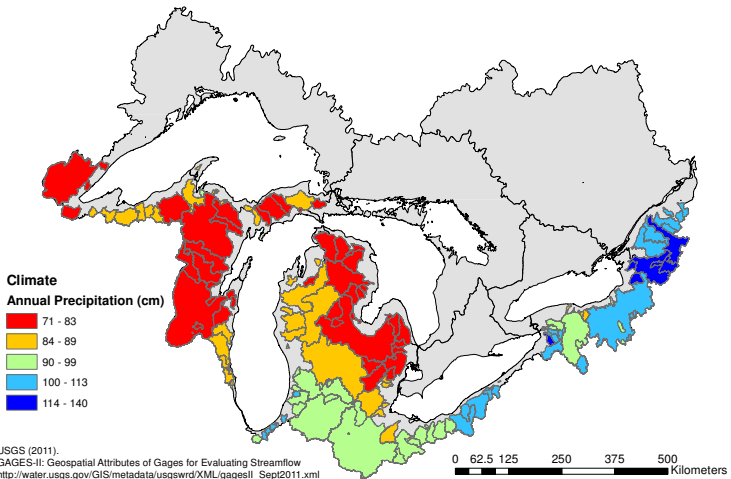 Climate
Annual Precipitation (cm)
71 - 83
84 - 89
90 - 99
100 - 113
114 - 140
USGS (2011).
GAGES-II: Geospatial Attributes of Gages for Evaluating Streamflow
http://water.usgs.gov/GIS/metadata/usgswrd/XML/gagesII_Sept2011.xml
0 62.5 125 250 375 500
Kilometers